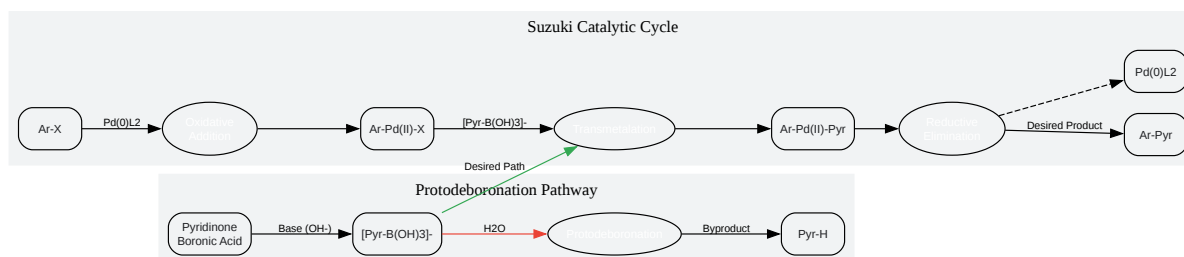 Suzuki Catalytic Cycle
Pd(0)L2
Ar-X
Pd(0)L2
Oxidative
Addition
Ar-Pd(II)-X
[Pyr-B(OH)3]-
Transmetalation
Ar-Pd(II)-Pyr
Reductive
Elimination
Desired Product
Ar-Pyr
Desired Path
Protodeboronation Pathway
Pyridinone
Boronic Acid
Base (OH-)
[Pyr-B(OH)3]-
H2O
Protodeboronation
Byproduct
Pyr-H